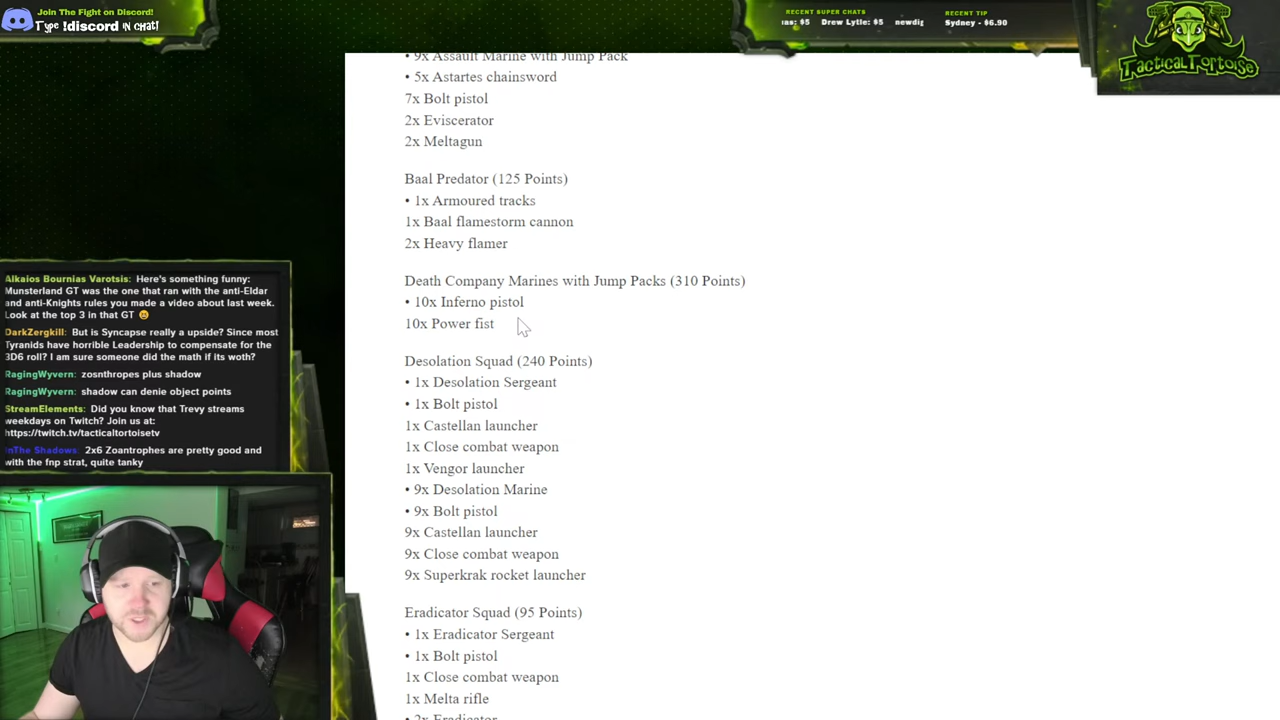 Join The Fight on Discord!
Type !discord in chat!
RECENT SUPER CHATS
as: $5 Drew Lytle: $5 newdig
RECENT TIP
Sydney - $6.90
TACTICALTORTOISE
• 9x Assault Marine with Jump Pack
• 5x Astartes chainsword
7x Bolt pistol
2x Eviscerator
2x Meltagun
Baal Predator (125 Points)
• 1x Armoured tracks
1x Baal flamestorm cannon
2x Heavy flamer
Death Company Marines with Jump Packs (310 Points)
• 10x Inferno pistol
10x Power fist
Desolation Squad (240 Points)
• 1x Desolation Sergeant
• 1x Bolt pistol
1x Castellan launcher
1x Close combat weapon
1x Vengor launcher
• 9x Desolation Marine
• 9x Bolt pistol
9x Castellan launcher
9x Close combat weapon
9x Superkrak rocket launcher
Eradicator Squad (95 Points)
• 1x Eradicator Sergeant
• 1x Bolt pistol
1x Close combat weapon
1x Melta rifle
• 2x Eradicator
Alkaios Bournias Varotsis: Here's something funny:
Munsterland GT was the one that ran with the anti-Eldar
and anti-Knights rules you made a video about last week.
Look at the top 3 in that GT
DarkZergkill: But is Syncapse really a upside? Since most
Tyranids have horrible Leadership to compensate for the
3D6 roll? I am sure someone did the math if its woth?
RagingWyvern: zosnthropes plus shadow
RagingWyvern: shadow can denie object points
StreamElements: Did you know that Trevy streams
weekdays on Twitch? Join us at:
https://twitch.tv/tacticaltortoisetv
InThe Shadows: 2x6 Zoantrophes are pretty good and
with the fnp strat, quite tanky